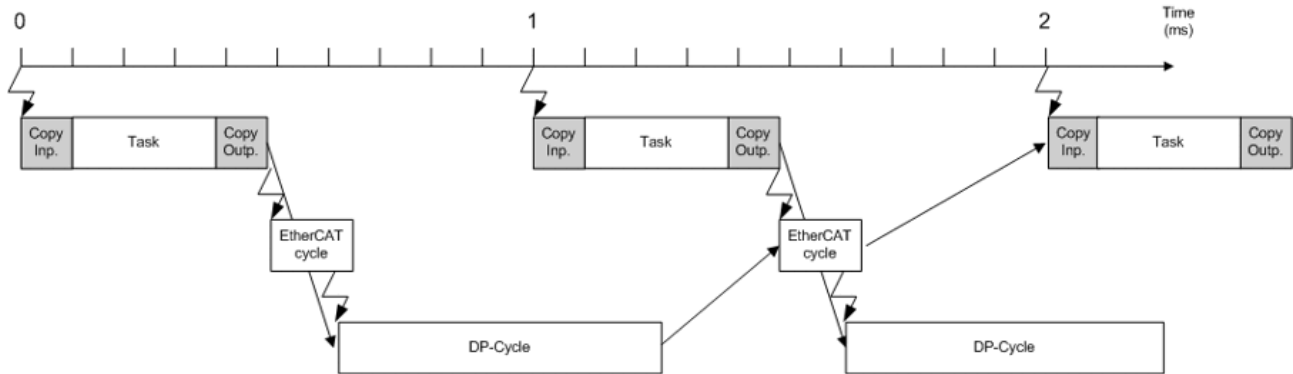 0
1
2
Time
(ms)
Copy
Inp.
Task
Copy
Outp.
Copy
Inp.
Task
Copy
Outp.
Copy
Inp.
Task
Copy
Outp.
EtherCAT
cycle
EtherCAT
cycle
DP-Cycle
DP-Cycle